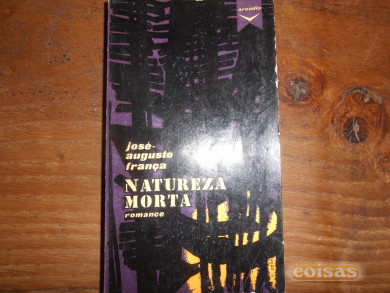 arcádia
josé-
augusto
frança
NATUREZA
MORTA
romance
coisas